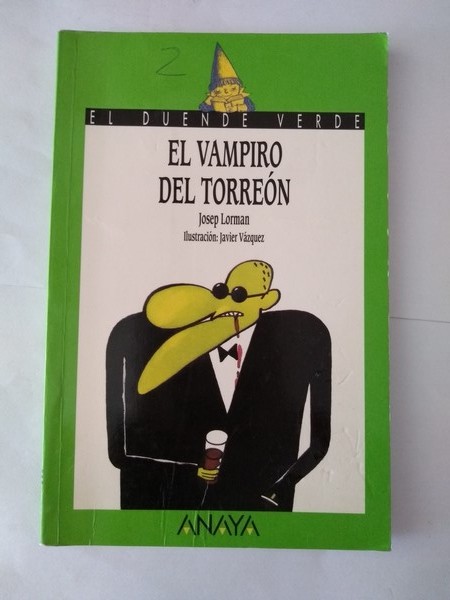 2
EL DUENDE VERDE
EL VAMPIRO
DEL TORREÓN
Josep Lorman
Ilustración: Javier Vázquez
ANAYA